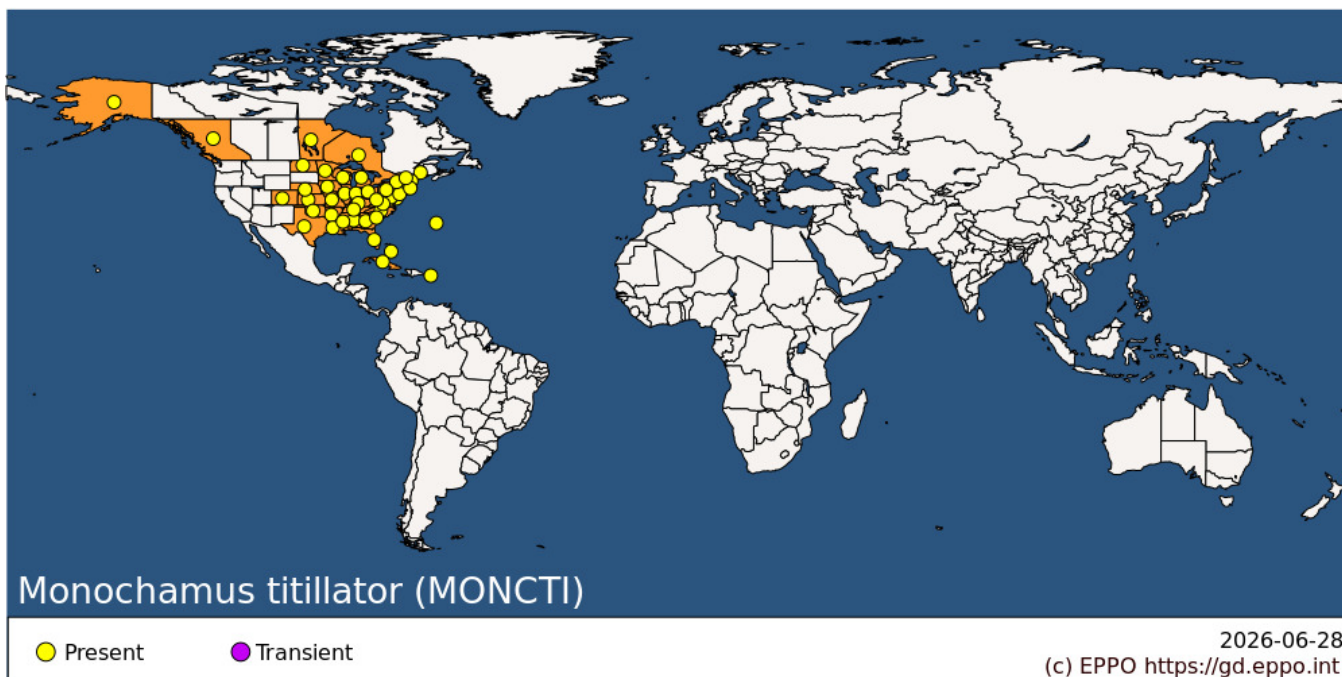 Monochamus titillator (MONCTI)
Present
Transient
2026-06-28
(c) EPPO https://gd.eppo.int